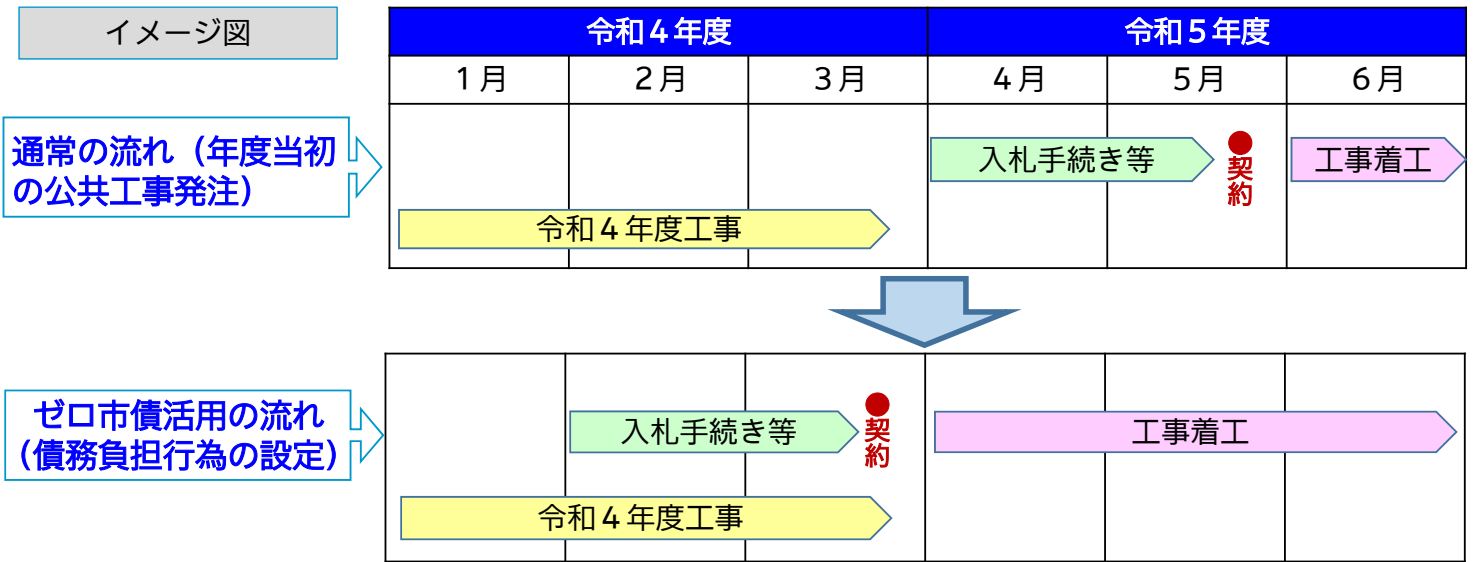 イメージ図
令和4年度
令和5年度
1月
2月
3月
4月
5月
6月
通常の流れ（年度当初
の公共工事発注）
入札手続き等
●契約
工事着工
令和4年度工事
ゼロ市債活用の流れ
（債務負担行為の設定）
入札手続き等
●契約
工事着工
令和4年度工事